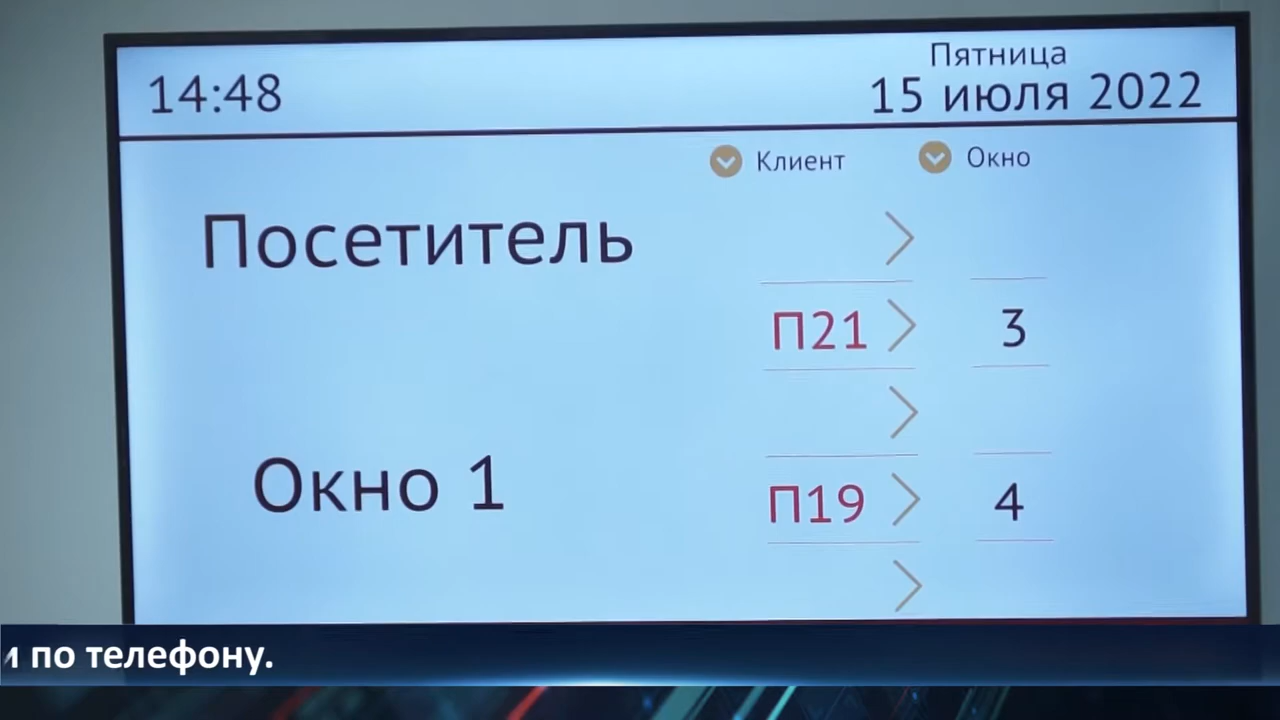 14:48
Пятница
15 июля 2022
Клиент Окно
Посетитель
П21 3
Окно 1
П19 4
по телефону.